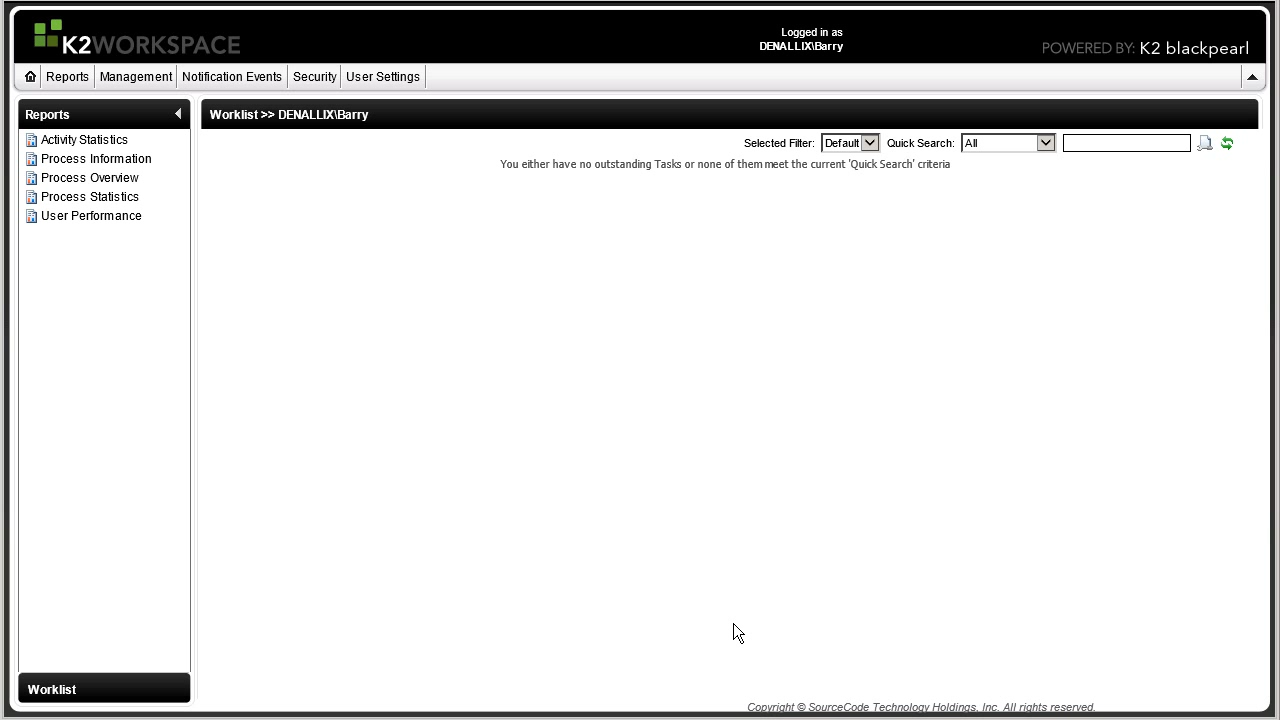 K2WORKSPACE
Logged in as
DENALLIX\Barry
POWERED BY: K2 blackpearl
Reports Management Notification Events Security User Settings
Reports
Worklist >> DENALLIX\Barry
Activity Statistics
Process Information
Process Overview
Process Statistics
User Performance
Selected Filter: Default Quick Search: All
You either have no outstanding Tasks or none of them meet the current 'Quick Search' criteria
Worklist
Copyright © SourceCode Technology Holdings, Inc. All rights reserved.